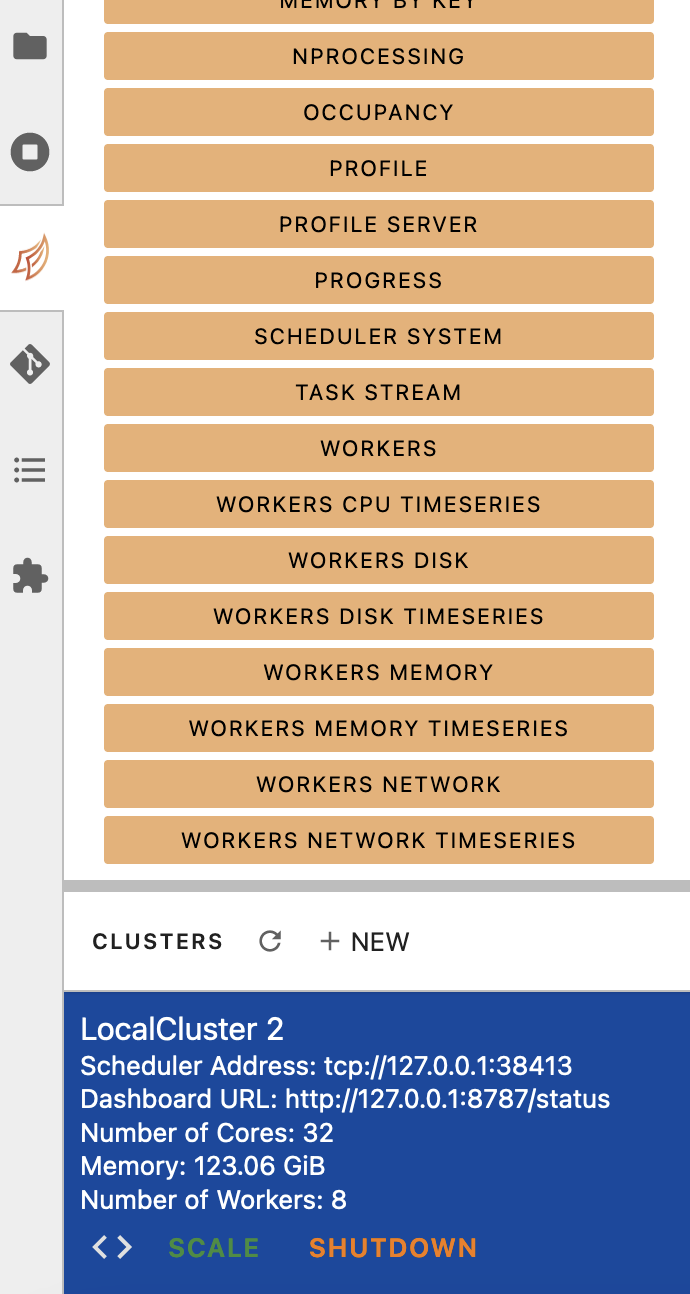 MEMORY BY KEY
NPROCESSING
OCCUPANCY
PROFILE
PROFILE SERVER
PROGRESS
SCHEDULER SYSTEM
TASK STREAM
WORKERS
WORKERS CPU TIMESERIES
WORKERS DISK
WORKERS DISK TIMESERIES
WORKERS MEMORY
WORKERS MEMORY TIMESERIES
WORKERS NETWORK
WORKERS NETWORK TIMESERIES
CLUSTERS + NEW
LocalCluster 2
Scheduler Address: tcp://127.0.0.1:38413
Dashboard URL: http://127.0.0.1:8787/status
Number of Cores: 32
Memory: 123.06 GiB
Number of Workers: 8
<> SCALE SHUTDOWN